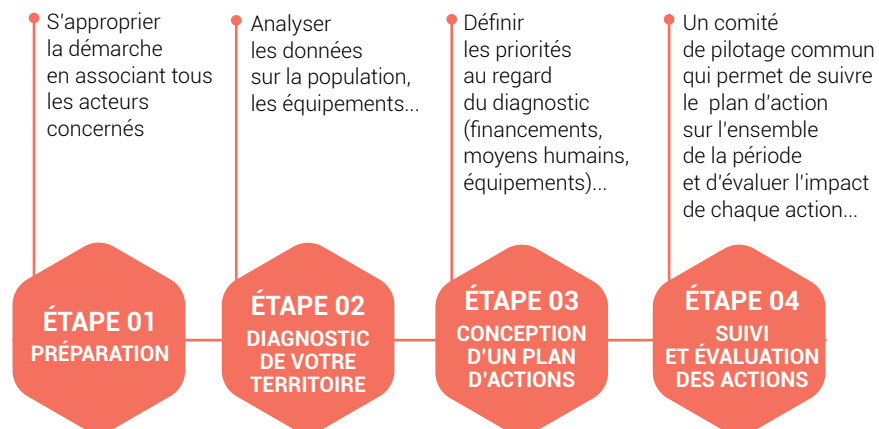 S'approprier
la démarche
en associant tous
les acteurs
concernés
Analyser
les données
sur la population,
les équipements...
Définir
les priorités
au regard
du diagnostic
(financements,
moyens humains,
équipements)...
Un comité
de pilotage commun
qui permet de suivre
le plan d'action
sur l'ensemble
de la période
et d'évaluer l'impact
de chaque action...
ÉTAPE 01
PRÉPARATION
ÉTAPE 02
DIAGNOSTIC
DE VOTRE
TERRITOIRE
ÉTAPE 03
CONCEPTION
D'UN PLAN
D'ACTIONS
ÉTAPE 04
SUIVI
ET ÉVALUATION
DES ACTIONS